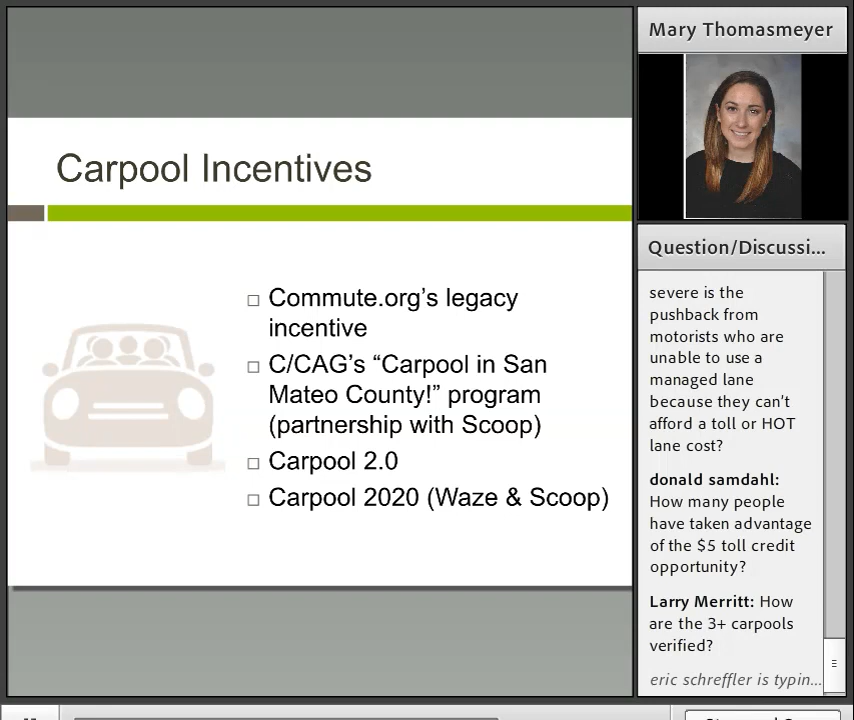 Mary Thomasmeyer
Carpool Incentives
□ Commute.org’s legacy
incentive
□ C/CAG’s “Carpool in San
Mateo County!” program
(partnership with Scoop)
□ Carpool 2.0
□ Carpool 2020 (Waze & Scoop)
Question/Discussi...
severe is the
pushback from
motorists who are
unable to use a
managed lane
because they can’t
afford a toll or HOT
lane cost?
donald samdahl:
How many people
have taken advantage
of the $5 toll credit
opportunity?
Larry Merritt: How
are the 3+ carpools
verified?
eric schreffler is typin...